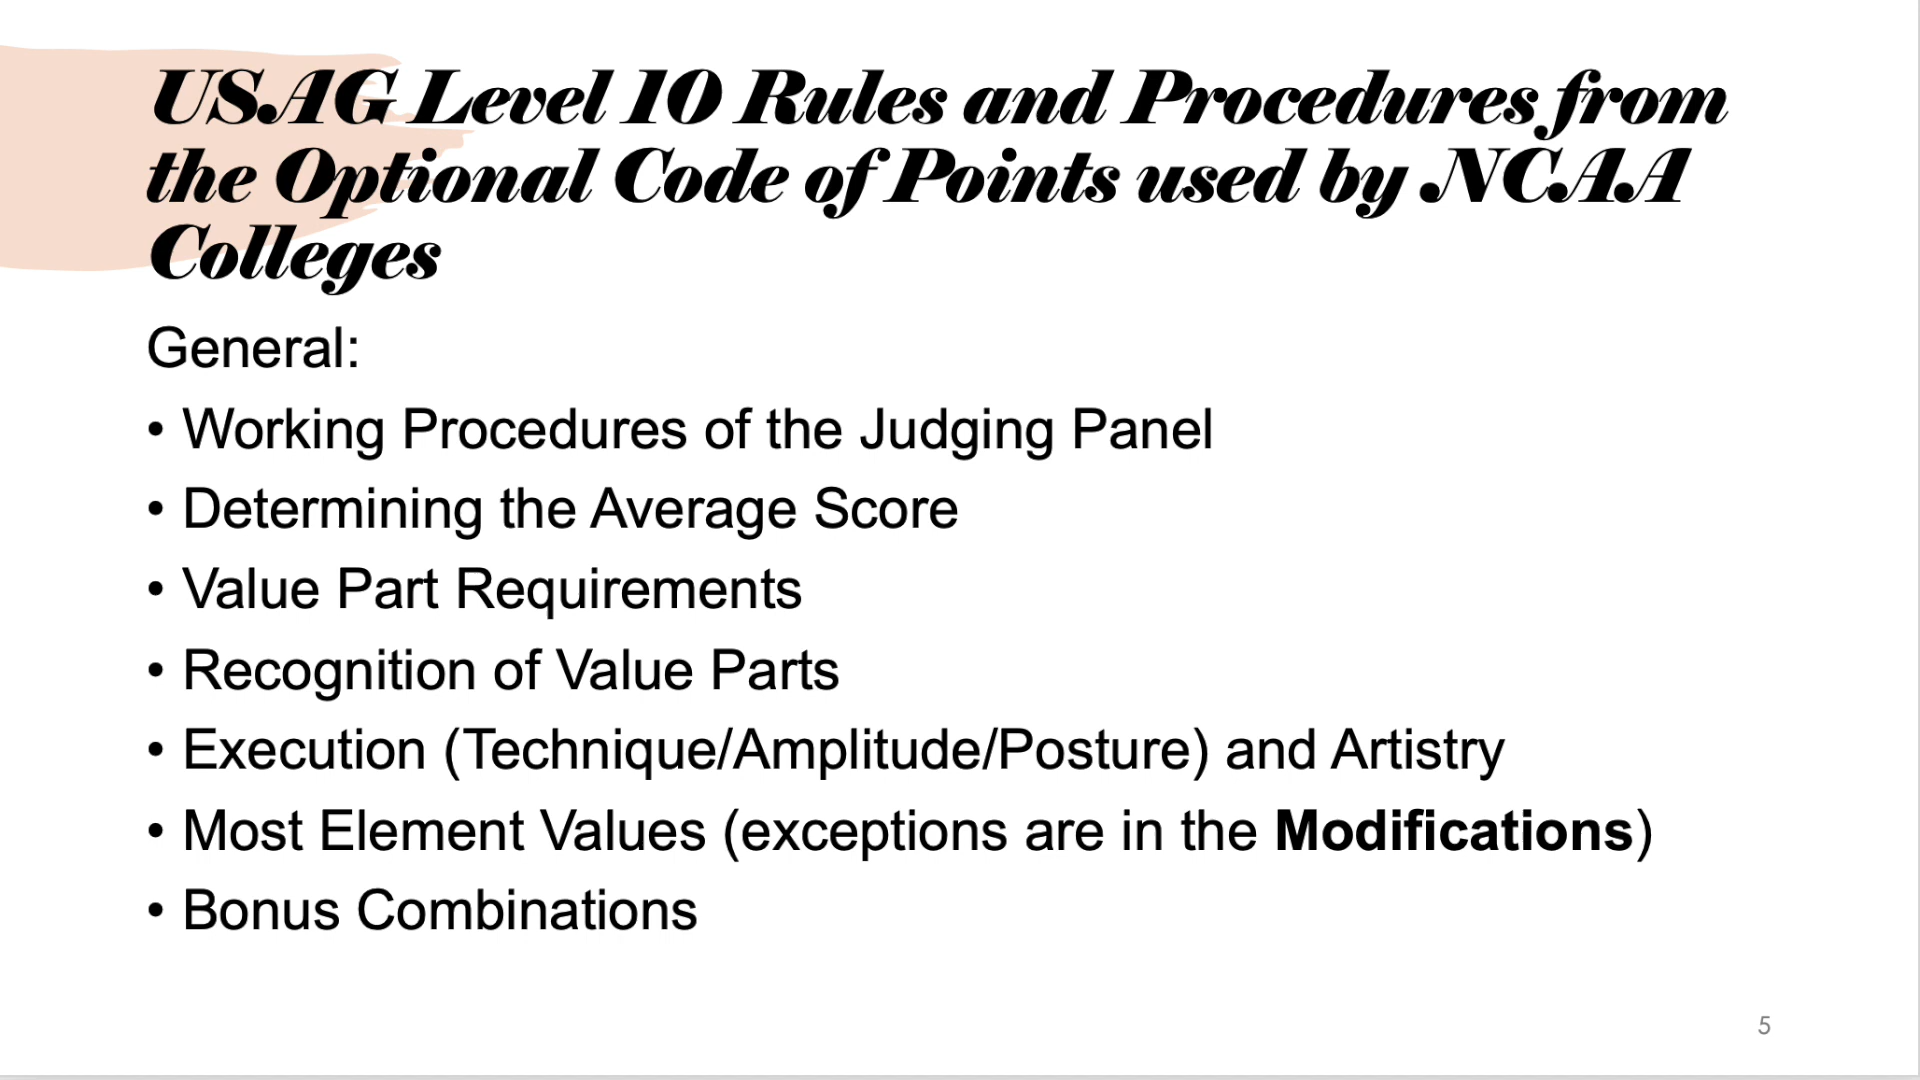 USAG Level 10 Rules and Procedures from
the Optional Code of Points used by NCAA
Colleges
General:
• Working Procedures of the Judging Panel
• Determining the Average Score
• Value Part Requirements
• Recognition of Value Parts
• Execution (Technique/Amplitude/Posture) and Artistry
• Most Element Values (exceptions are in the Modifications)
• Bonus Combinations
5